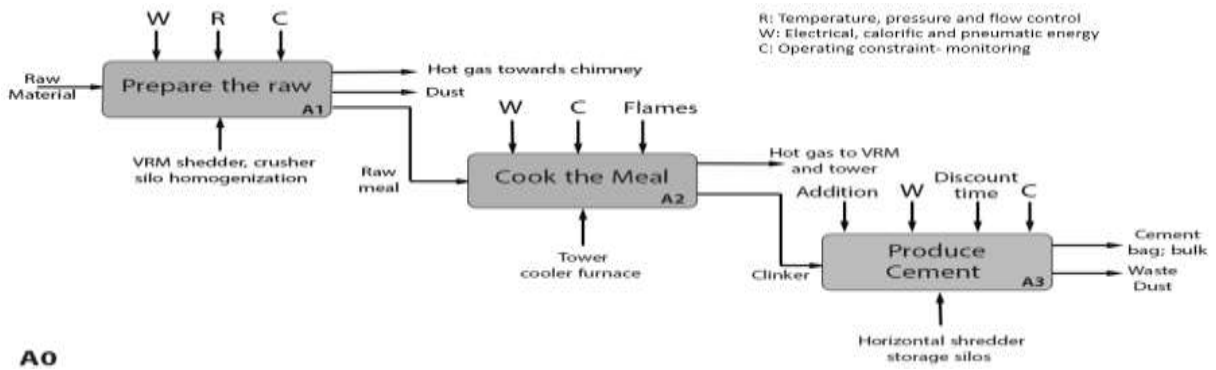 W R C
R: Temperature, pressure and flow control
W: Electrical, calorific and pneumatic energy
C: Operating constraint- monitoring
Raw
Material
Prepare the raw
A1
Hot gas towards chimney
Dust
VRM shedder, crusher
silo homogenization
W C Flames
Raw
meal
Cook the Meal
A2
Hot gas to VRM
and tower
Tower
cooler furnace
Addition W Discount
time C
Clinker
Produce
Cement
A3
Cement
bag; bulk
Waste
Dust
Horizontal shredder
storage silos
A0